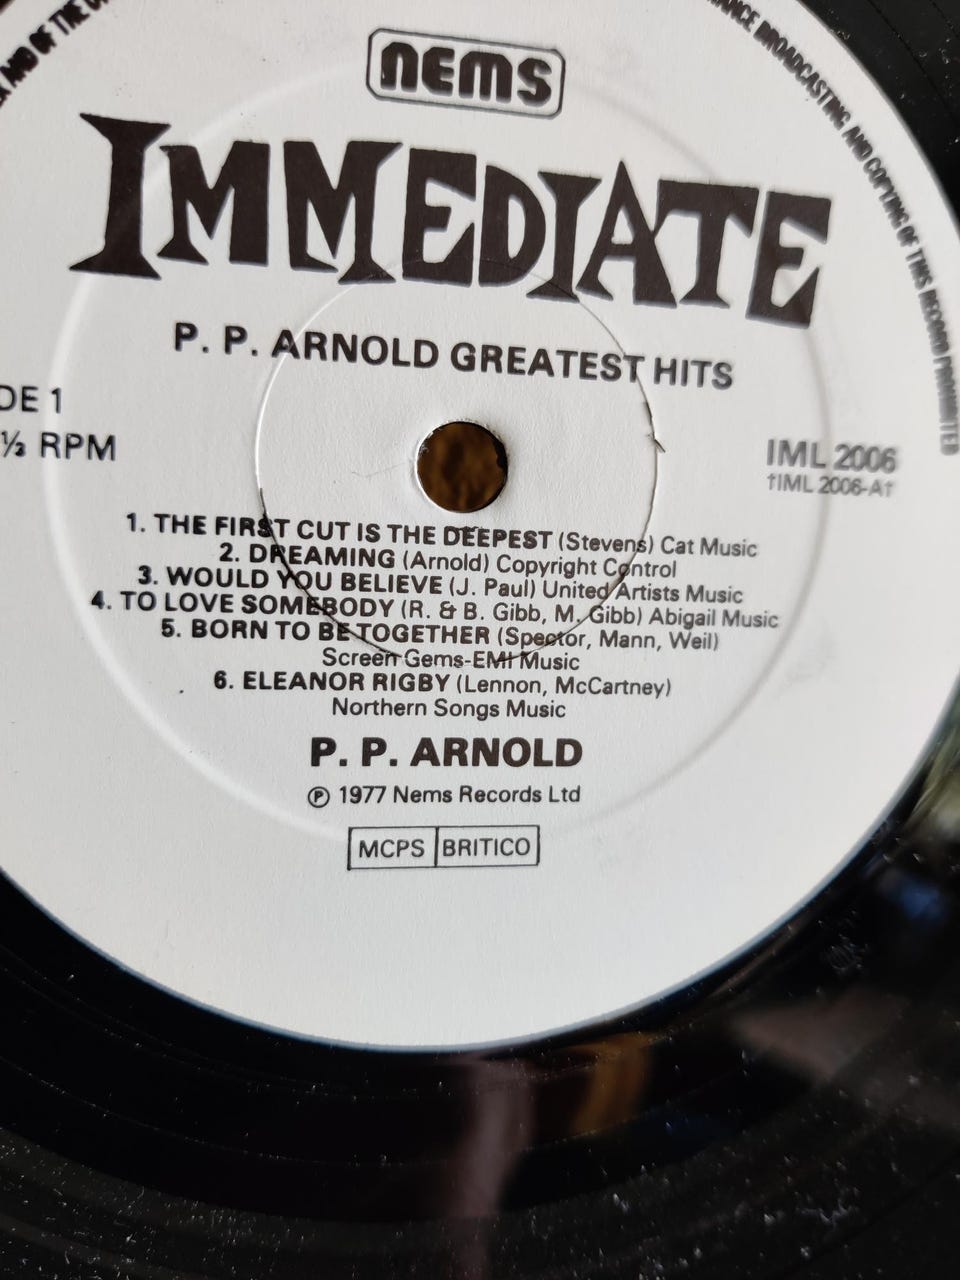 AND OF THE
BROADCASTING AND COPYING OF THIS RECORD PROHIBITED
nems
IMMEDIATE
P. P. ARNOLD GREATEST HITS
DE 1
⅓ RPM
IML 2006
†IML 2006-A†
1. THE FIRST CUT IS THE DEEPEST (Stevens) Cat Music
2. DREAMING (Arnold) Copyright Control
3. WOULD YOU BELIEVE (J. Paul) United Artists Music
4. TO LOVE SOMEBODY (R. & B. Gibb, M. Gibb) Abigail Music
5. BORN TO BE TOGETHER (Spector, Mann, Weil)
Screen Gems-EMI Music
6. ELEANOR RIGBY (Lennon, McCartney)
Northern Songs Music
P. P. ARNOLD
℗ 1977 Nems Records Ltd
MCPS BRITICO